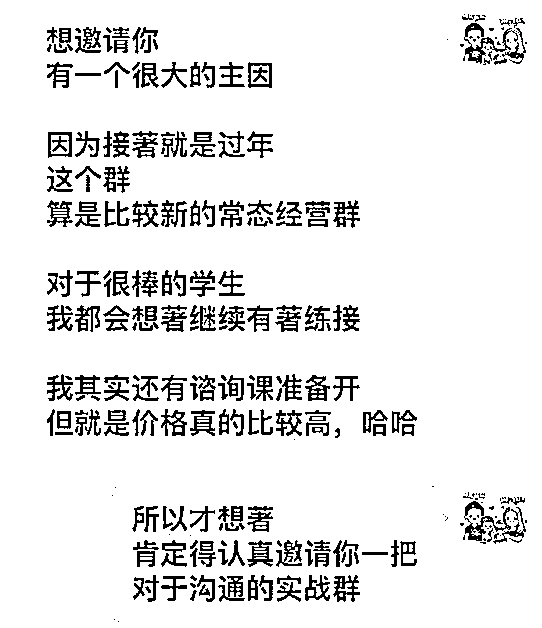 想邀请你
有一个很大的主因
因为接著就是过年
这个群
算是比较新的常态经营群
对于很棒的学生
我都会想著继续有著练接
我其实还有谘询课准备开
但就是价格真的比较高，哈哈
所以才想著
肯定得认真邀请你一把
对于沟通的实战群